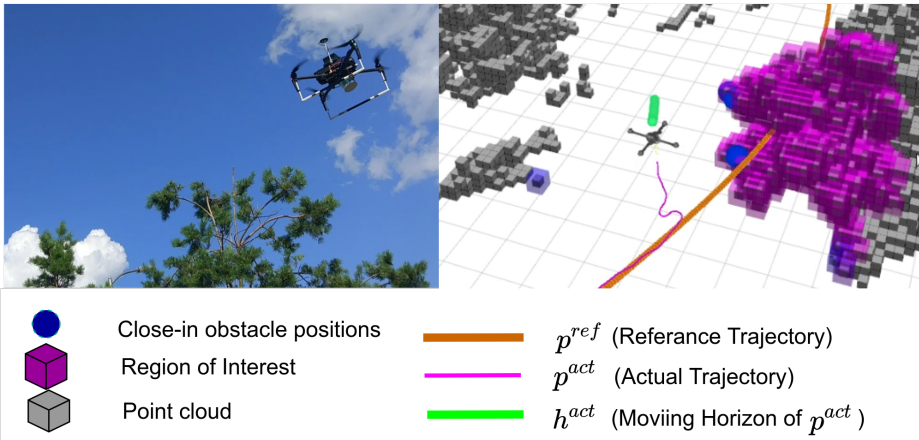 Close-in obstacle positions
Region of Interest
Point cloud
p^{ref} (Referance Trajectory)
p^{act} (Actual Trajectory)
h^{act} (Moviing Horizon of p^{act} )